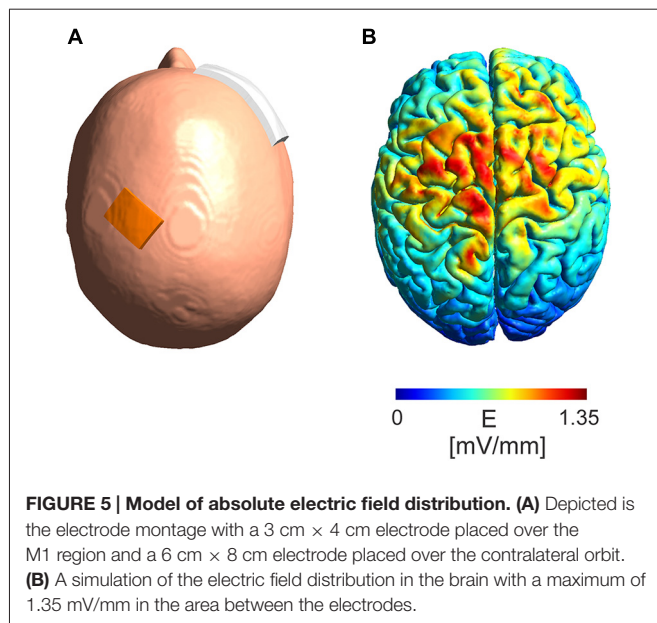 A
B
0 E 1.35
[mV/mm]
FIGURE 5 | Model of absolute electric field distribution. (A) Depicted is
the electrode montage with a 3 cm × 4 cm electrode placed over the
M1 region and a 6 cm × 8 cm electrode placed over the contralateral orbit.
(B) A simulation of the electric field distribution in the brain with a maximum of
1.35 mV/mm in the area between the electrodes.